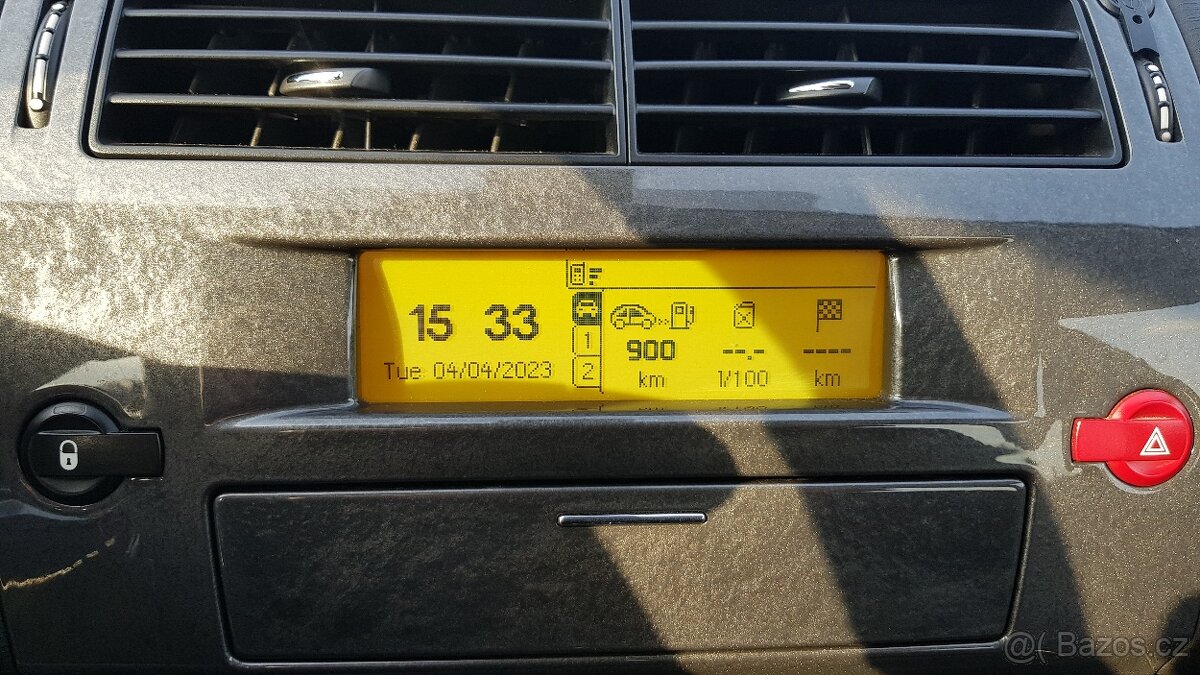 15 33
Tue 04/04/2023
1
2
900
km
--.-
l/100
----
km
@( Bazos.cz